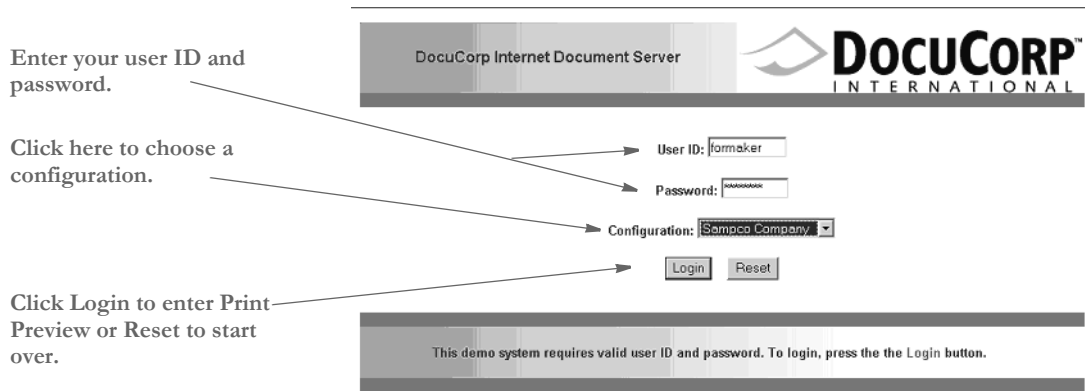 Enter your user ID and
password.
Click here to choose a
configuration.
Click Login to enter Print
Preview or Reset to start
over.
DocuCorp Internet Document Server
DOCUCORP™
INTERNATIONAL
User ID: formaker
Password: ********
Configuration: Sampco Company
Login Reset
This demo system requires valid user ID and password. To login, press the the Login button.